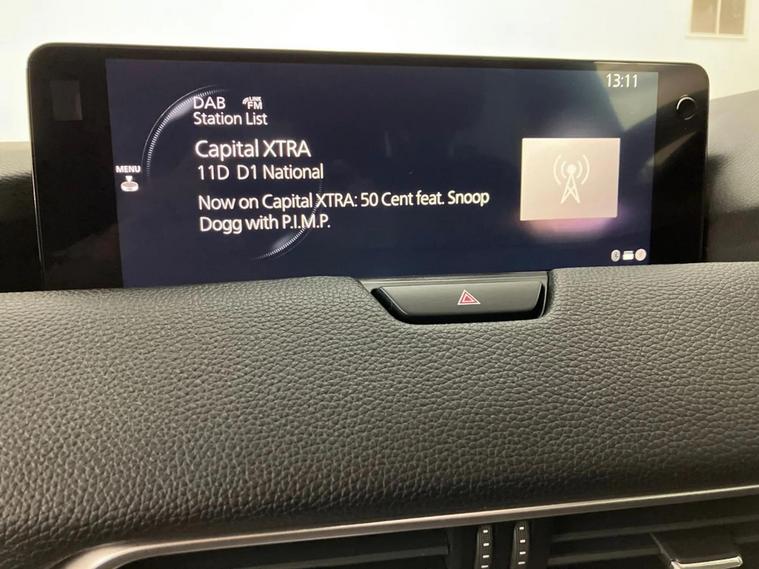 13:11
DAB LINK FM
Station List
Capital XTRA
11D D1 National
MENU
Now on Capital XTRA: 50 Cent feat. Snoop
Dogg with P.I.M.P.